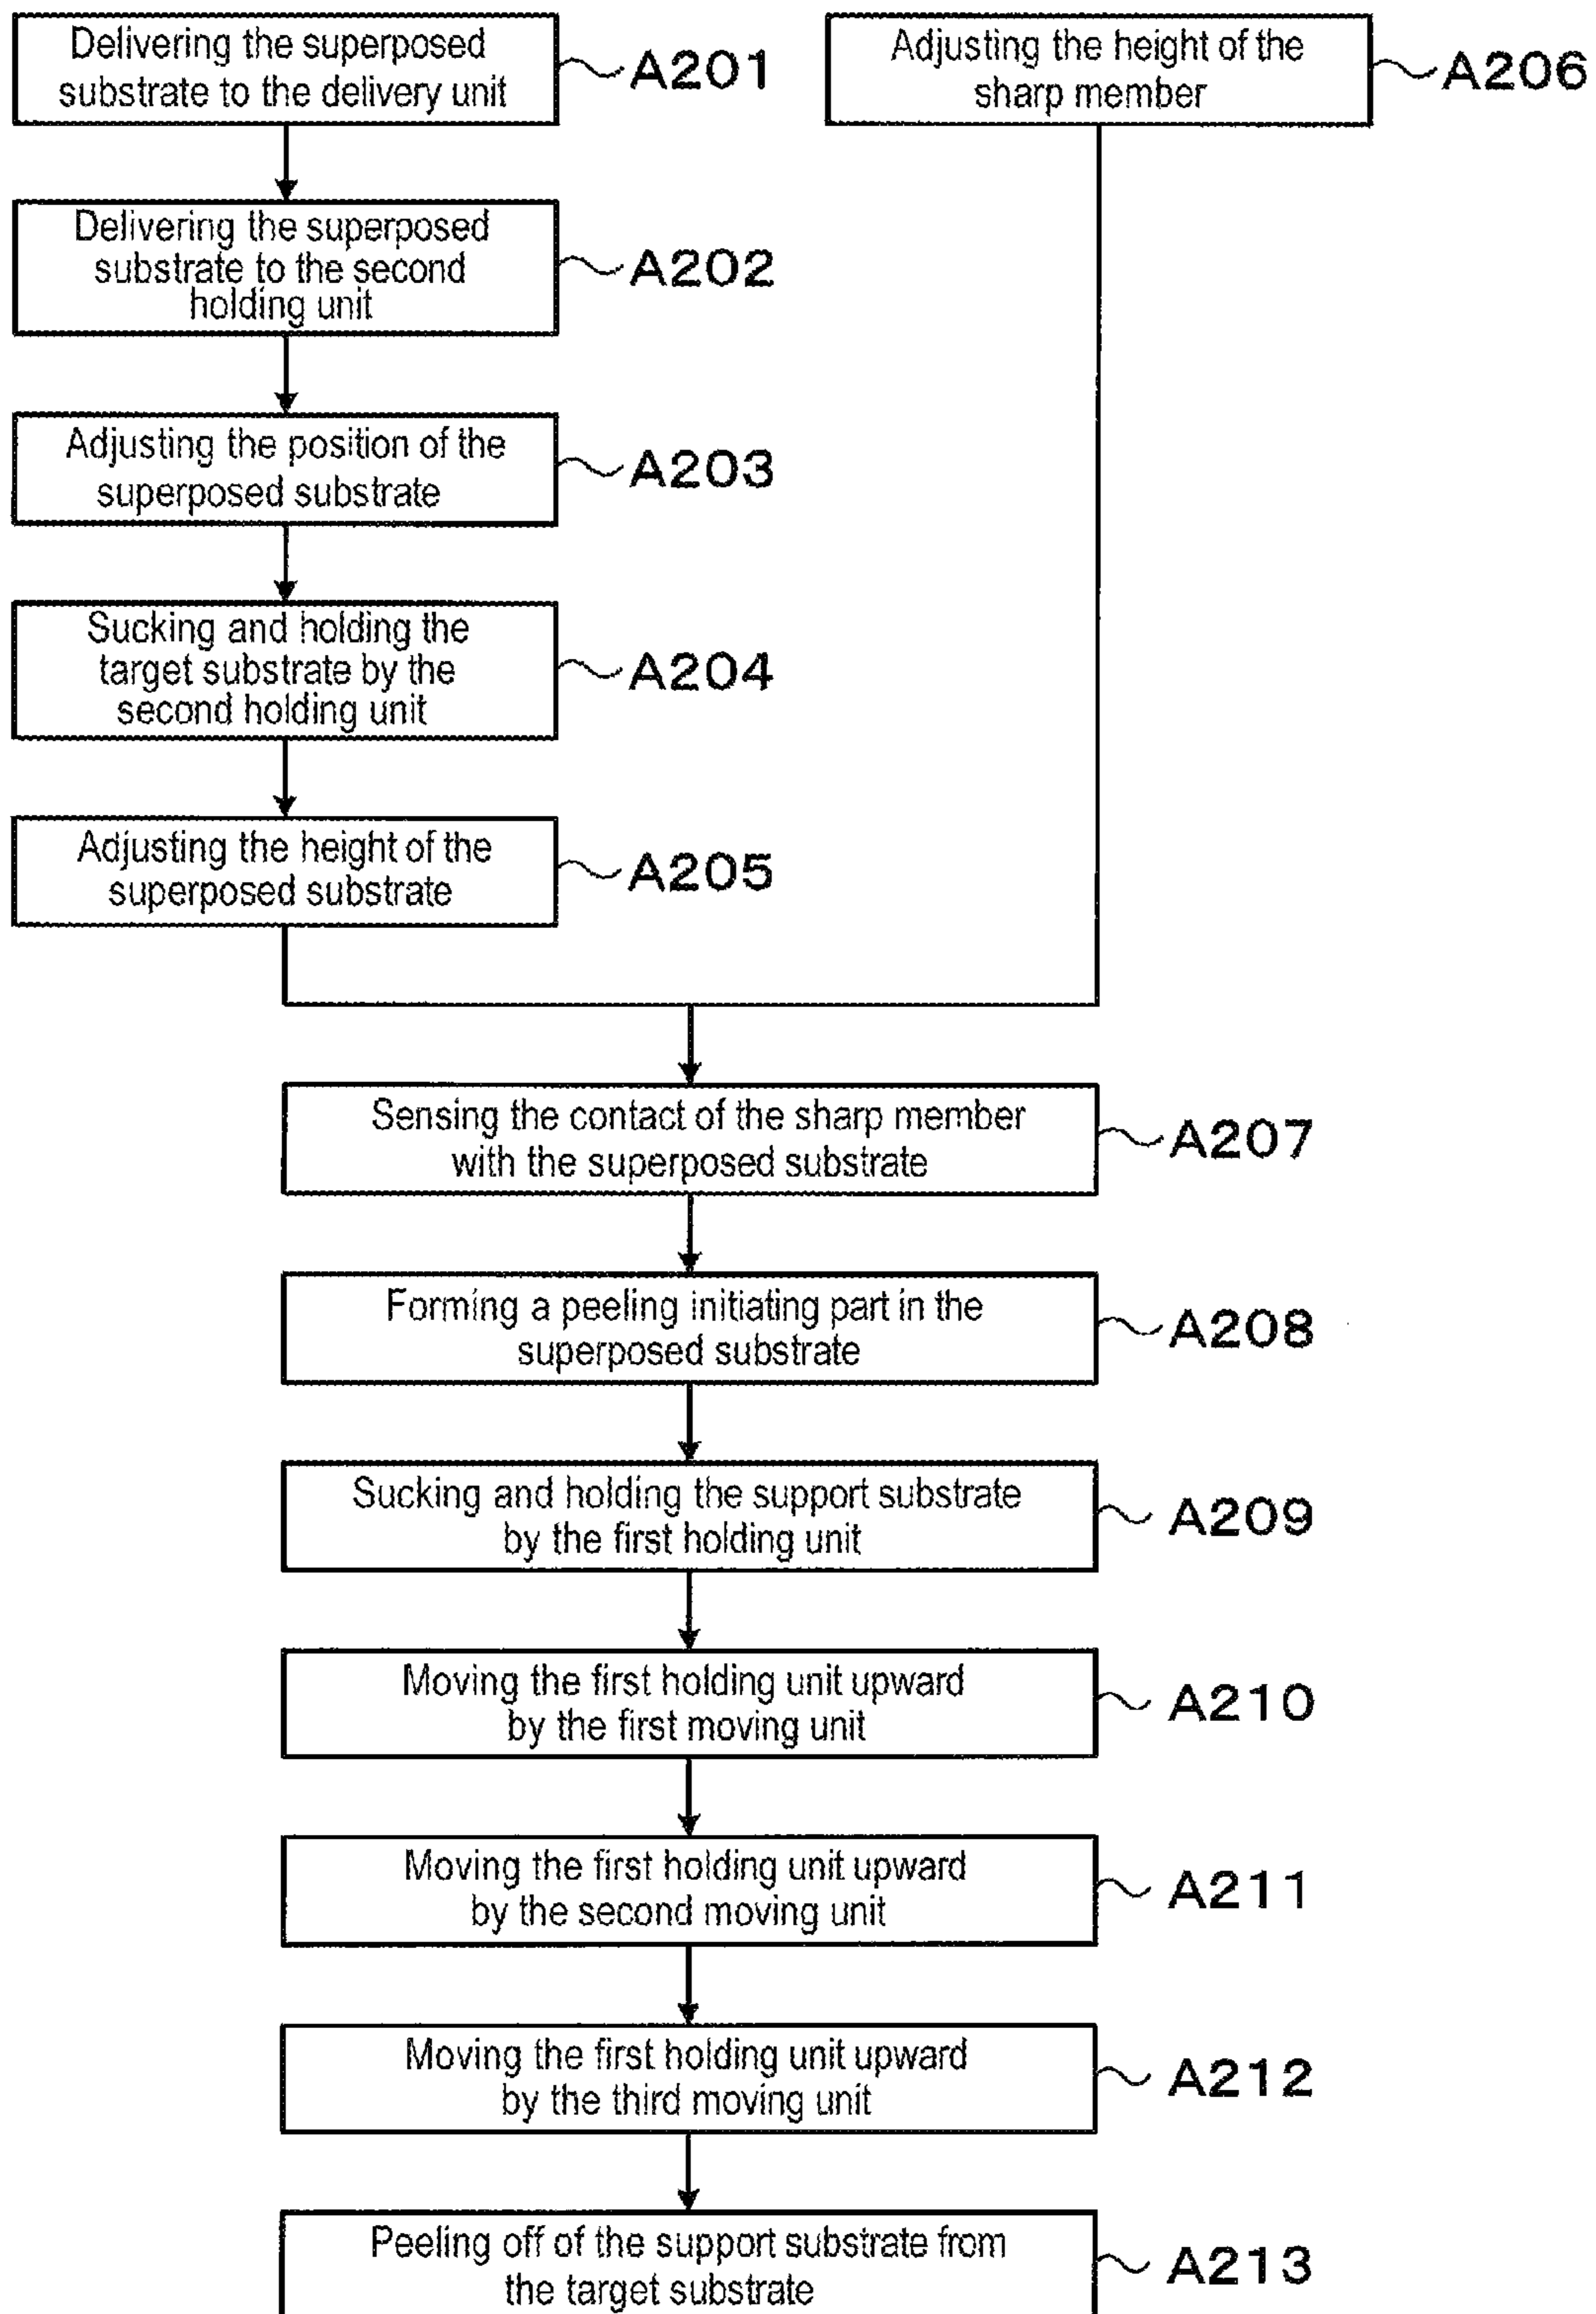 Delivering the superposed
substrate to the delivery unit
A201
Adjusting the height of the
sharp member
A206
Delivering the superposed
substrate to the second
holding unit
A202
Adjusting the position of the
superposed substrate
A203
Sucking and holding the
target substrate by the
second holding unit
A204
Adjusting the height of the
superposed substrate
A205
Sensing the contact of the sharp member
with the superposed substrate
A207
Forming a peeling initiating part in the
superposed substrate
A208
Sucking and holding the support substrate
by the first holding unit
A209
Moving the first holding unit upward
by the first moving unit
A210
Moving the first holding unit upward
by the second moving unit
A211
Moving the first holding unit upward
by the third moving unit
A212
Peeling off of the support substrate from
the target substrate
A213